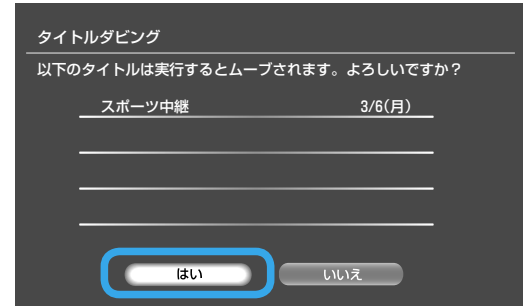 タイトルダビング
以下のタイトルは実行するとムーブされます。よろしいですか？
スポーツ中継 3/6(月)
はい いいえ